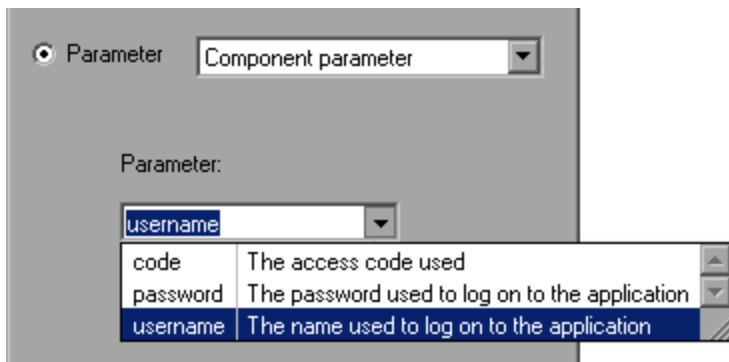 Parameter Component parameter
Parameter:
username
code The access code used
password The password used to log on to the application
username The name used to log on to the application